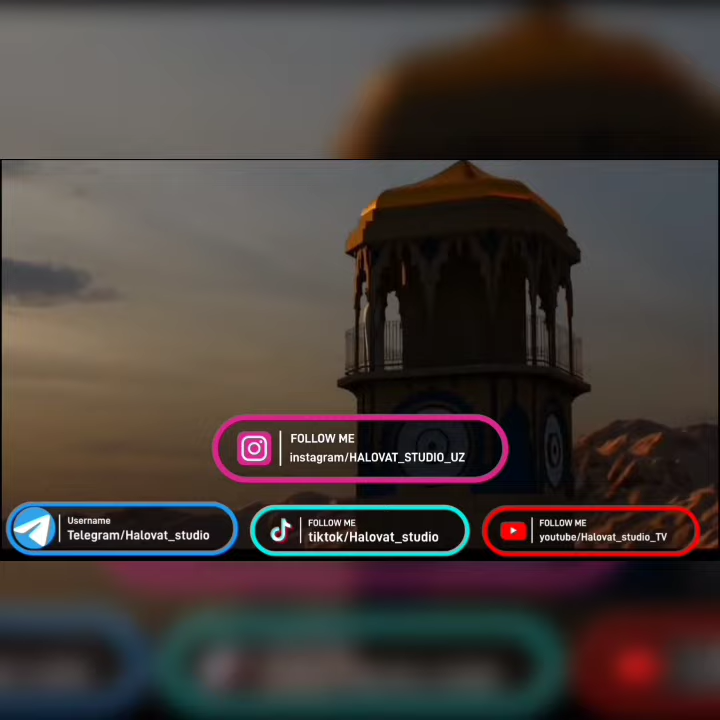 FOLLOW ME
instagram/HALOVAT_STUDIO_UZ
Username
Telegram/Halovat_studio
FOLLOW ME
tiktok/Halovat_studio
FOLLOW ME
youtube/Halovat_studio_TV